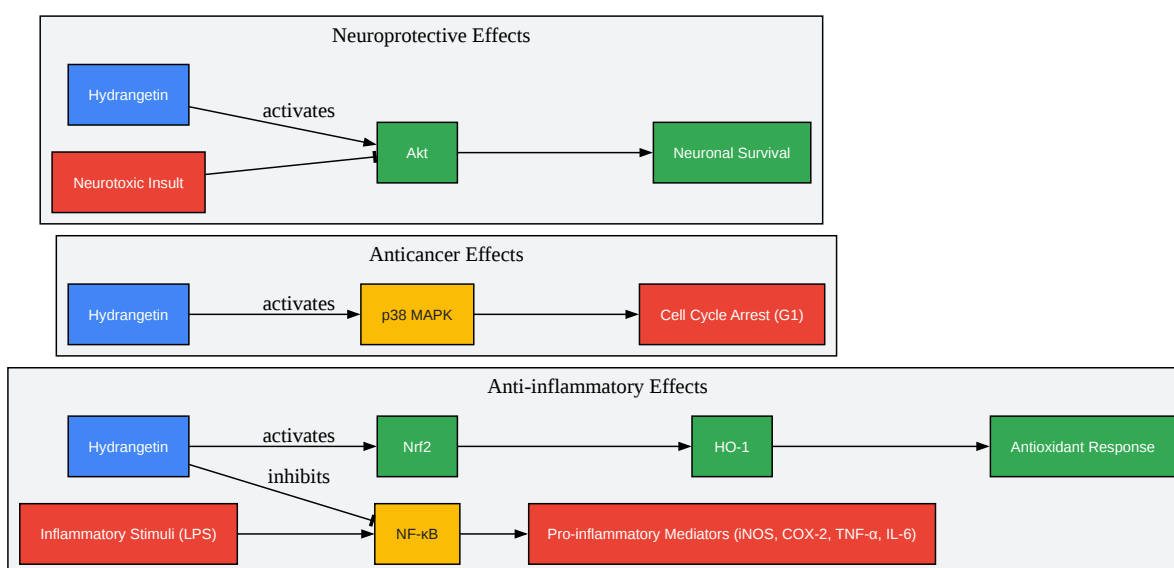 Neuroprotective Effects
Hydrangetin
activates
Akt
Neuronal Survival
Neurotoxic Insult
Anticancer Effects
Hydrangetin
activates
p38 MAPK
Cell Cycle Arrest (G1)
Anti-inflammatory Effects
Hydrangetin
activates
Nrf2
HO-1
Antioxidant Response
inhibits
Inflammatory Stimuli (LPS)
NF-κB
Pro-inflammatory Mediators (iNOS, COX-2, TNF-α, IL-6)